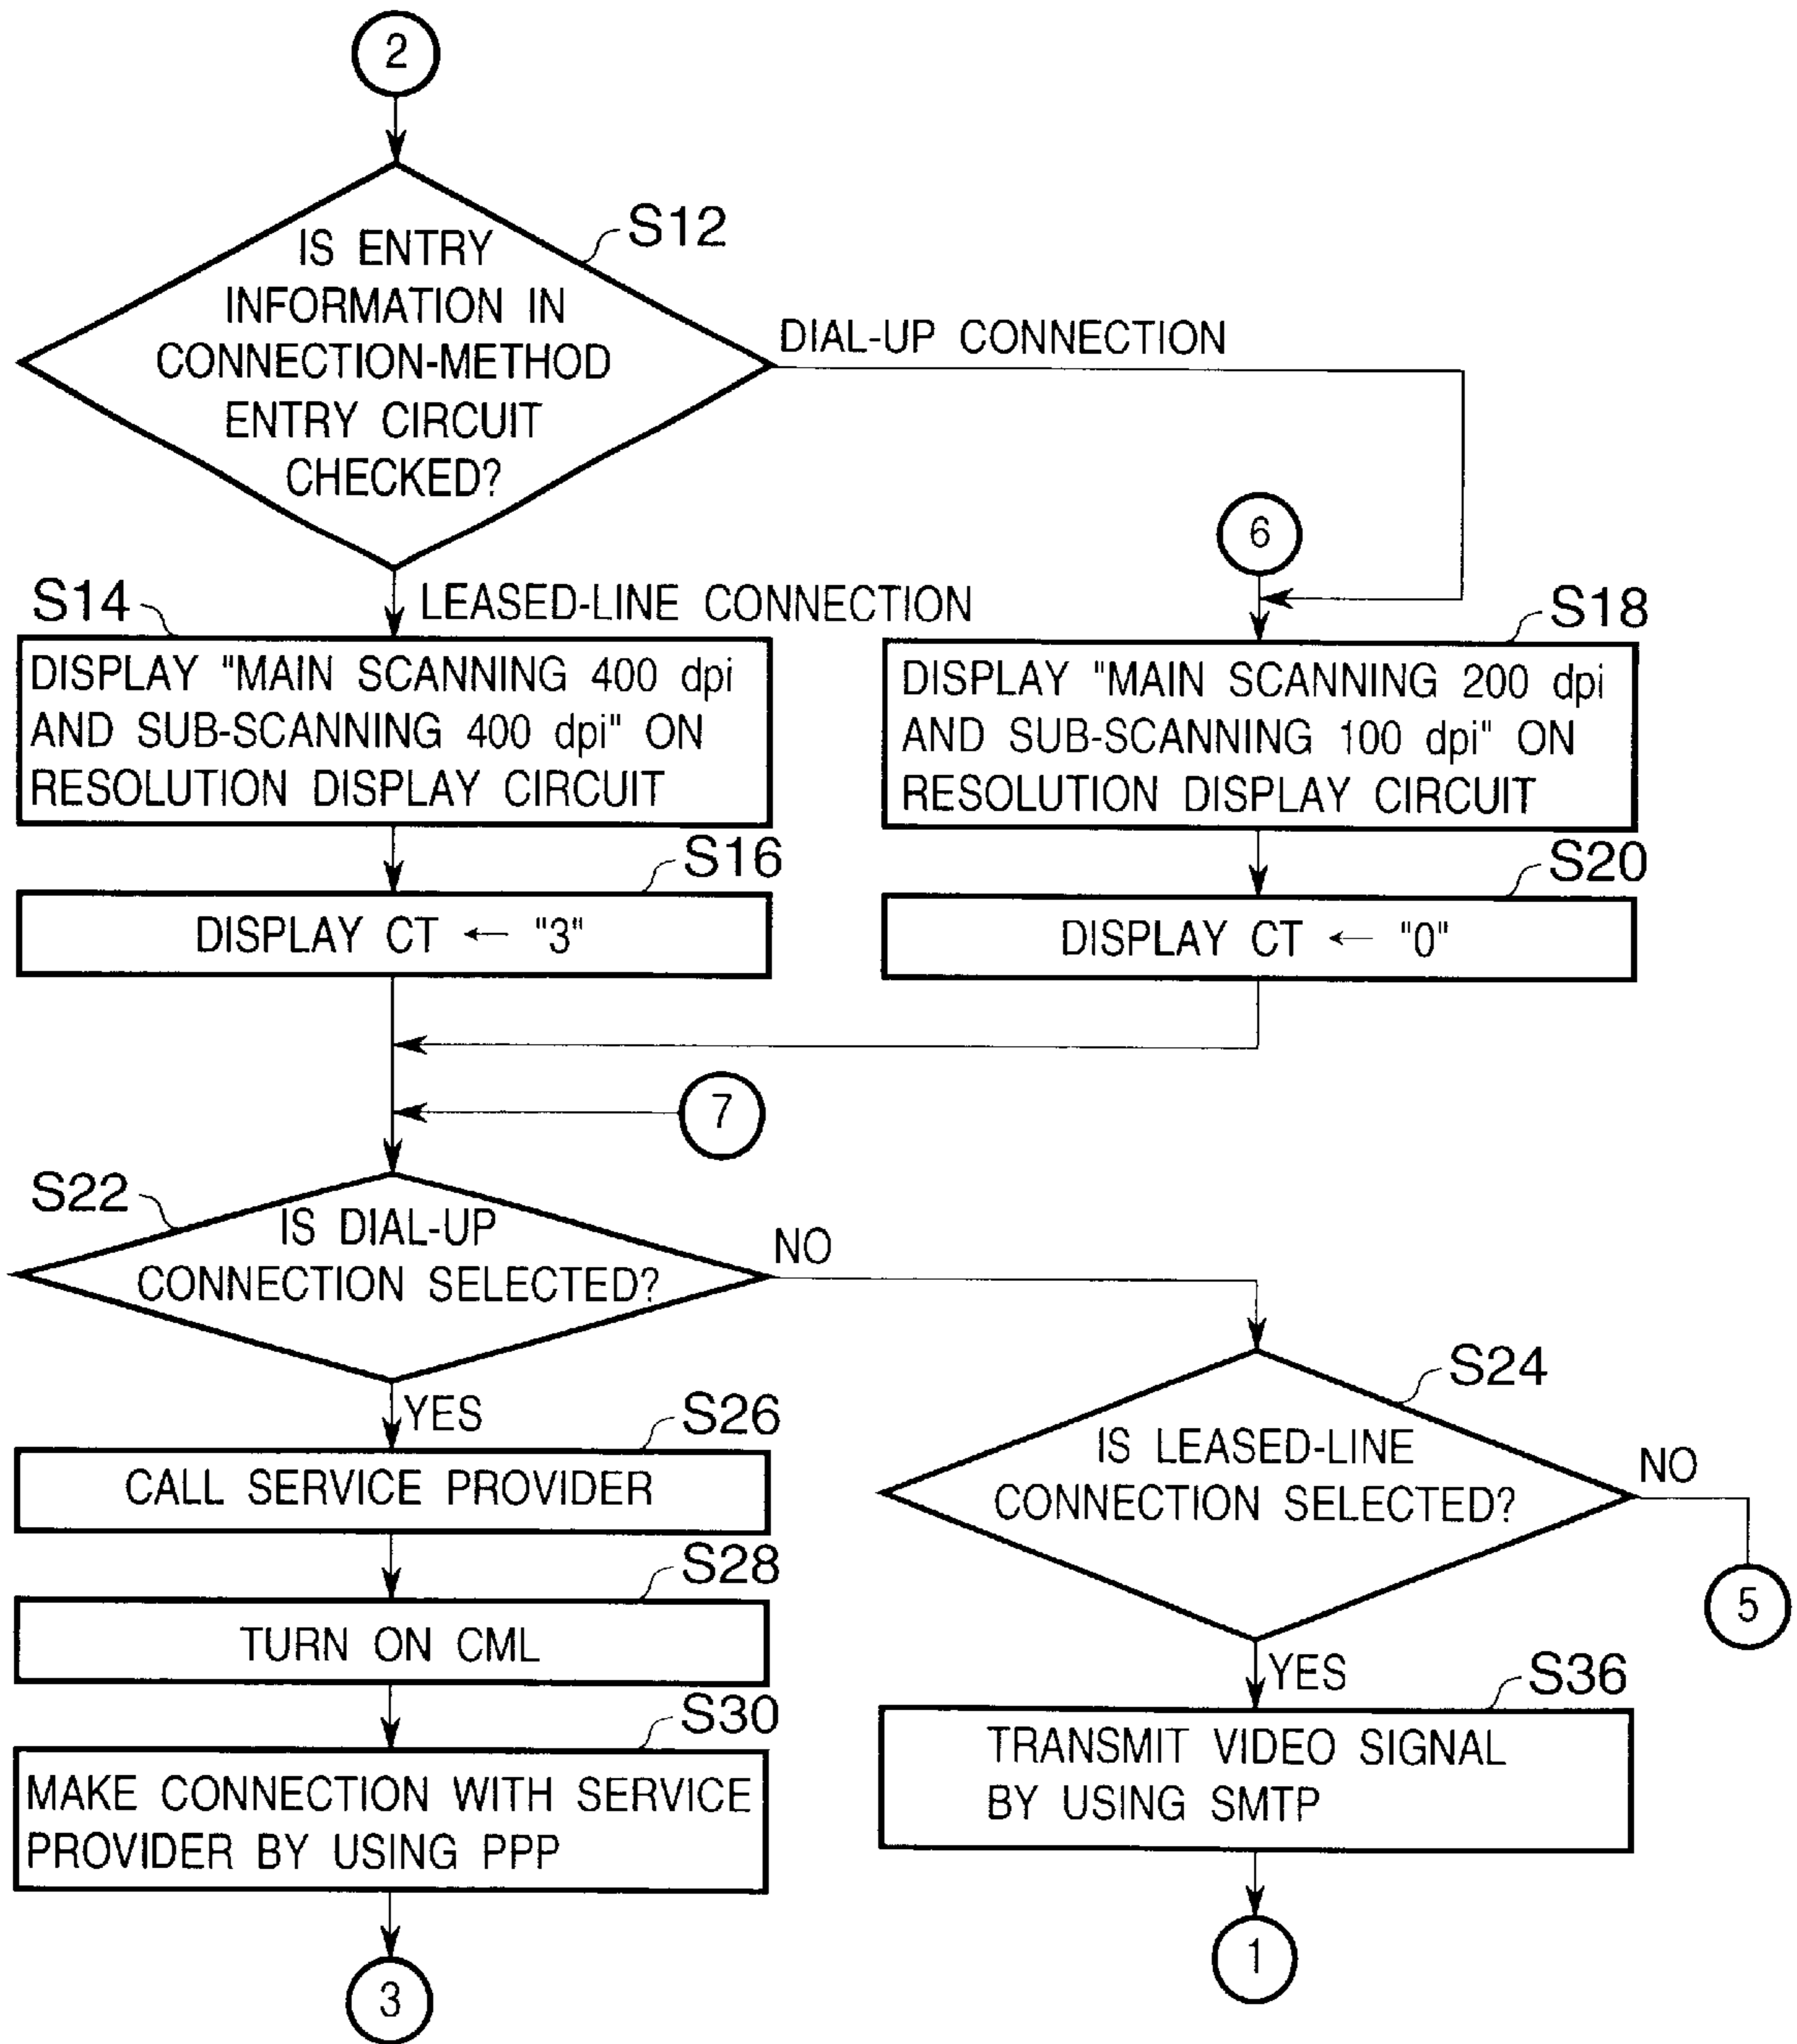 2
S12
IS ENTRY
INFORMATION IN
CONNECTION-METHOD
ENTRY CIRCUIT
CHECKED?
DIAL-UP CONNECTION
6
LEASED-LINE CONNECTION
S14
DISPLAY "MAIN SCANNING 400 dpi
AND SUB-SCANNING 400 dpi" ON
RESOLUTION DISPLAY CIRCUIT
S18
DISPLAY "MAIN SCANNING 200 dpi
AND SUB-SCANNING 100 dpi" ON
RESOLUTION DISPLAY CIRCUIT
S16
DISPLAY CT ← "3"
S20
DISPLAY CT ← "0"
7
S22
IS DIAL-UP
CONNECTION SELECTED?
NO
YES
S24
IS LEASED-LINE
CONNECTION SELECTED?
NO
5
S26
CALL SERVICE PROVIDER
S28
TURN ON CML
S30
MAKE CONNECTION WITH SERVICE
PROVIDER BY USING PPP
3
YES
S36
TRANSMIT VIDEO SIGNAL
BY USING SMTP
1